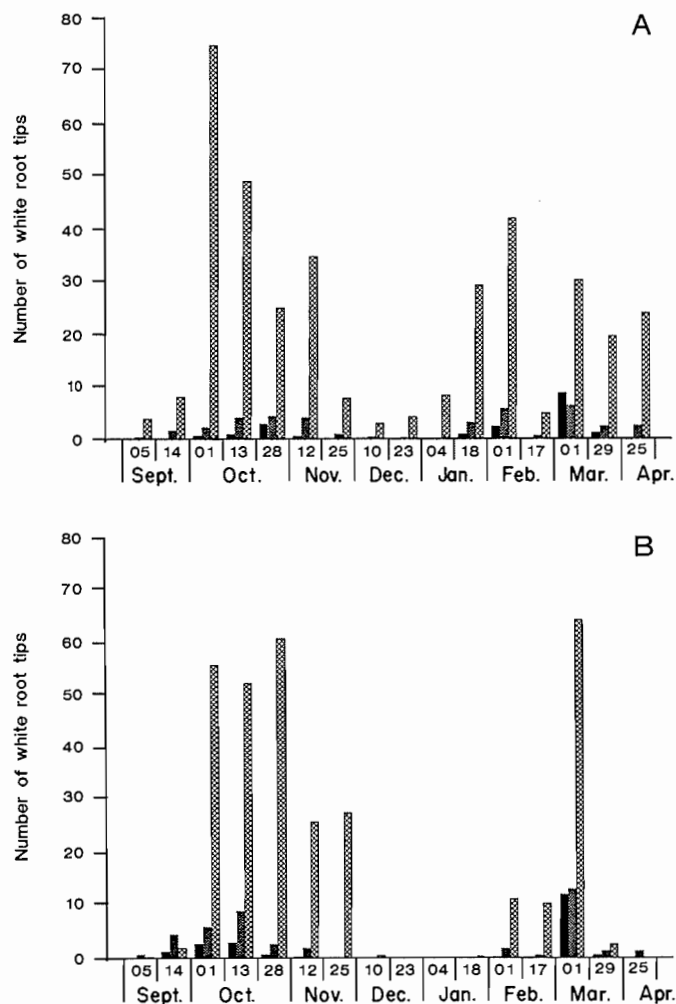 A
Number of white root tips
80
70
60
50
40
30
20
10
0
05 14 01 13 28 12 25 10 23 04 18 01 17 01 29 25
Sept. Oct. Nov. Dec. Jan. Feb. Mar. Apr.
B
Number of white root tips
80
70
60
50
40
30
20
10
0
05 14 01 13 28 12 25 10 23 04 18 01 17 01 29 25
Sept. Oct. Nov. Dec. Jan. Feb. Mar. Apr.